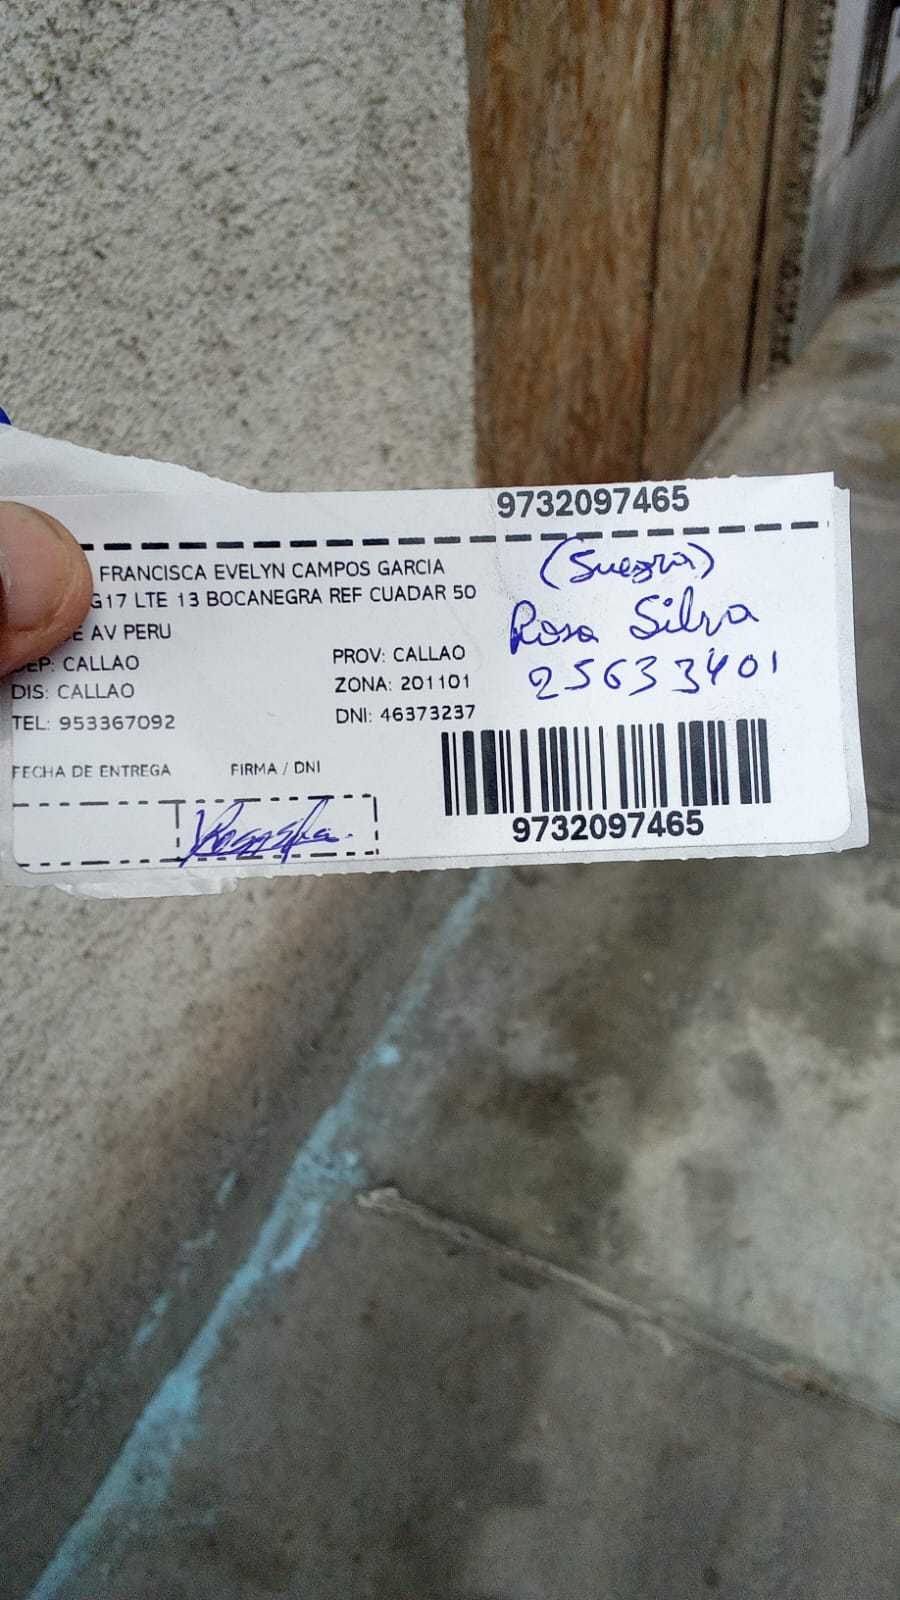 9732097465
FRANCISCA EVELYN CAMPOS GARCIA
G17 LTE 13 BOCANEGRA REF CUADAR 50
AV PERU
DEP: CALLAO
PROV: CALLAO
DIS: CALLAO
ZONA: 201101
TEL: 953367092
DNI: 46373237
(Suegra)
Rosa Silva
25633401
FECHA DE ENTREGA
FIRMA / DNI
9732097465